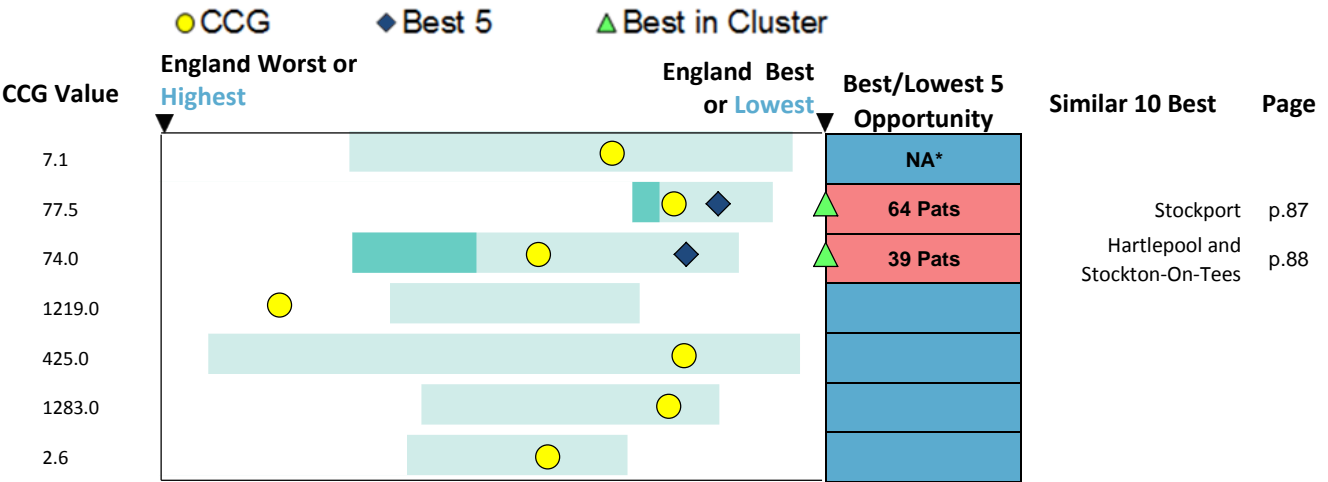 CCG Best 5 Best in Cluster
CCG Value
England Worst or
Highest
England Best
or Lowest
Best/Lowest 5
Opportunity
Similar 10 Best
Page
7.1 NA*
77.5 64 Pats Stockport p.87
74.0 39 Pats Hartlepool and
Stockton-On-Tees p.88
1219.0
425.0
1283.0
2.6